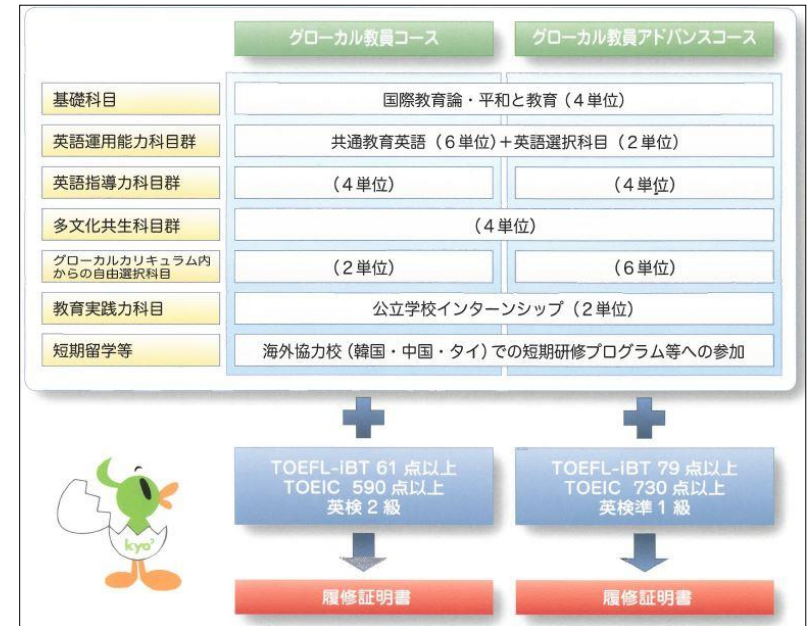 グローカル教員コース
グローカル教員アドバンスコース
基礎科目
国際教育論・平和と教育(4単位)
英語運用能力科目群
共通教育英語(6単位)+英語選択科目(2単位)
英語指導力科目群
(4単位)
(4単位)
多文化共生科目群
(4単位)
グローカルカリキュラム内
からの自由選択科目
(2単位)
(6単位)
教育実践力科目
公立学校インターンシップ(2単位)
短期留学等
海外協力校(韓国・中国・タイ)での短期研修プログラム等への参加
TOEFL-iBT 61 点以上
TOEIC 590 点以上
英検2級
TOEFL-iBT 79 点以上
TOEIC 730 点以上
英検準1級
kyo²
履修証明書
履修証明書